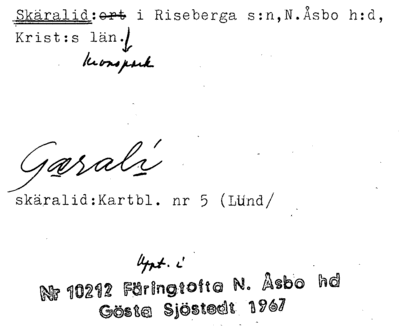 Skäralid:ort i Riseberga s:n,N.Åsbo h:d,
Krist:s län.
Kronopark
Gærali
skäralid:Kartbl. nr 5 (Lund/
Uppt. i
Nr 10212 Färingtofta N. Åsbo hd
Gösta Sjöstedt 1967